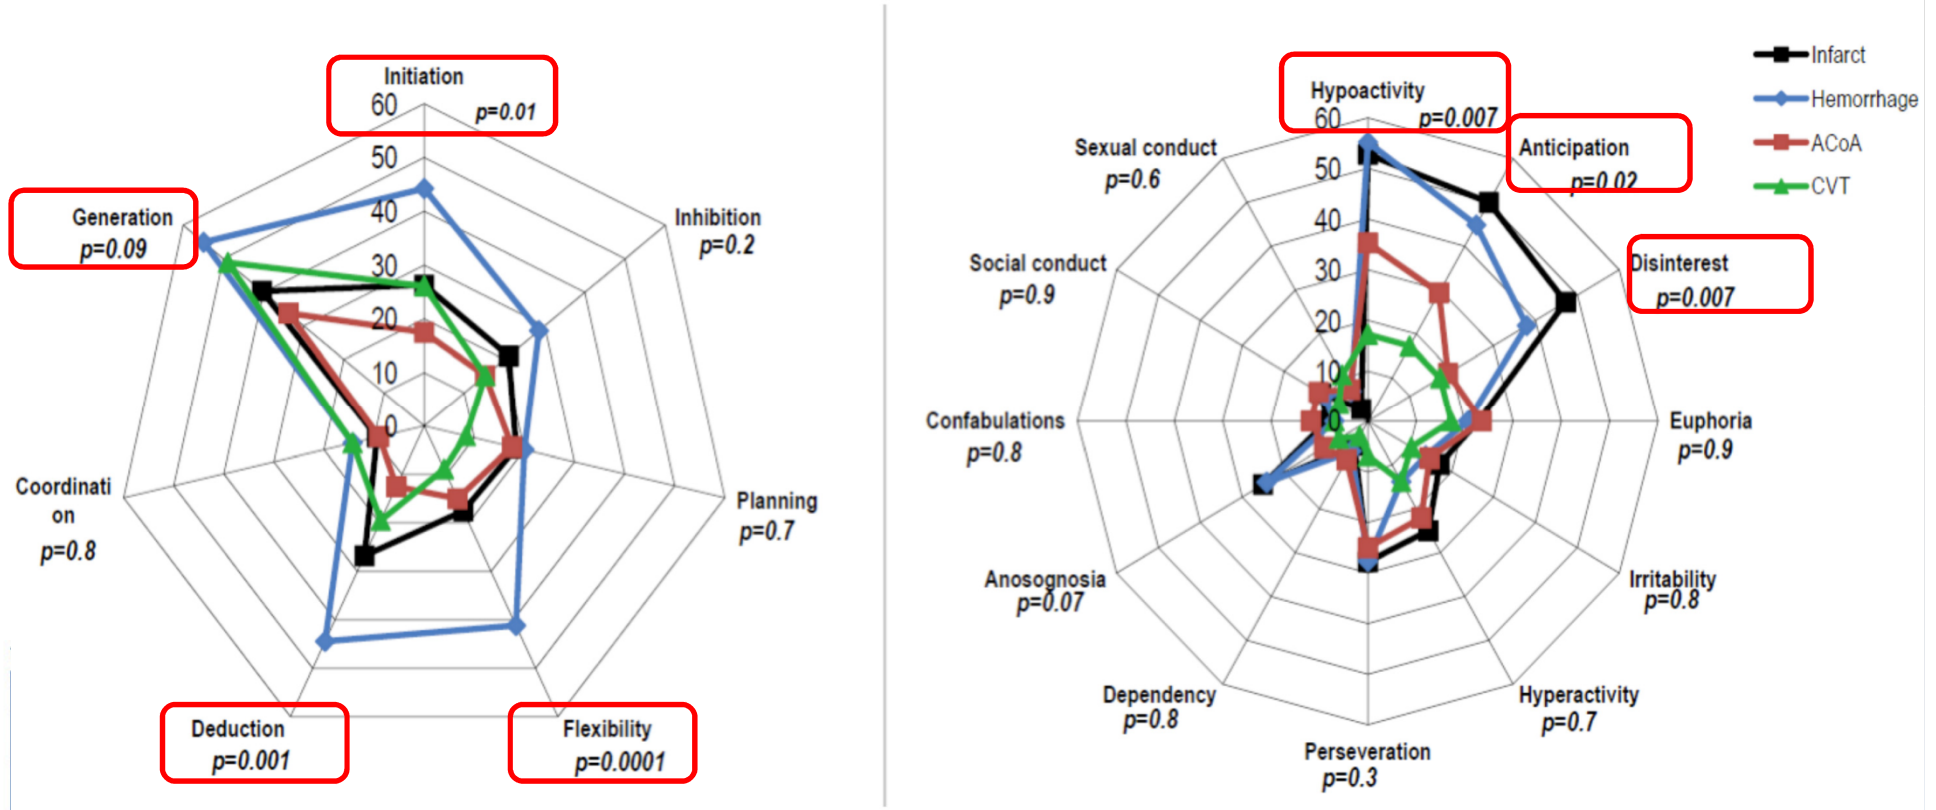 Initiation
p=0.01
60
50
40
30
20
10
0
Inhibition
p=0.2
Planning
p=0.7
Flexibility
p=0.0001
Deduction
p=0.001
Coordinati
on
p=0.8
Generation
p=0.09
Hypoactivity
p=0.007
60
50
40
30
20
10
0
Anticipation
p=0.02
Disinterest
p=0.007
Euphoria
p=0.9
Irritability
p=0.8
Hyperactivity
p=0.7
Perseveration
p=0.3
Dependency
p=0.8
Anosognosia
p=0.07
Confabulations
p=0.8
Social conduct
p=0.9
Sexual conduct
p=0.6
Infarct
Hemorrhage
ACoA
CVT